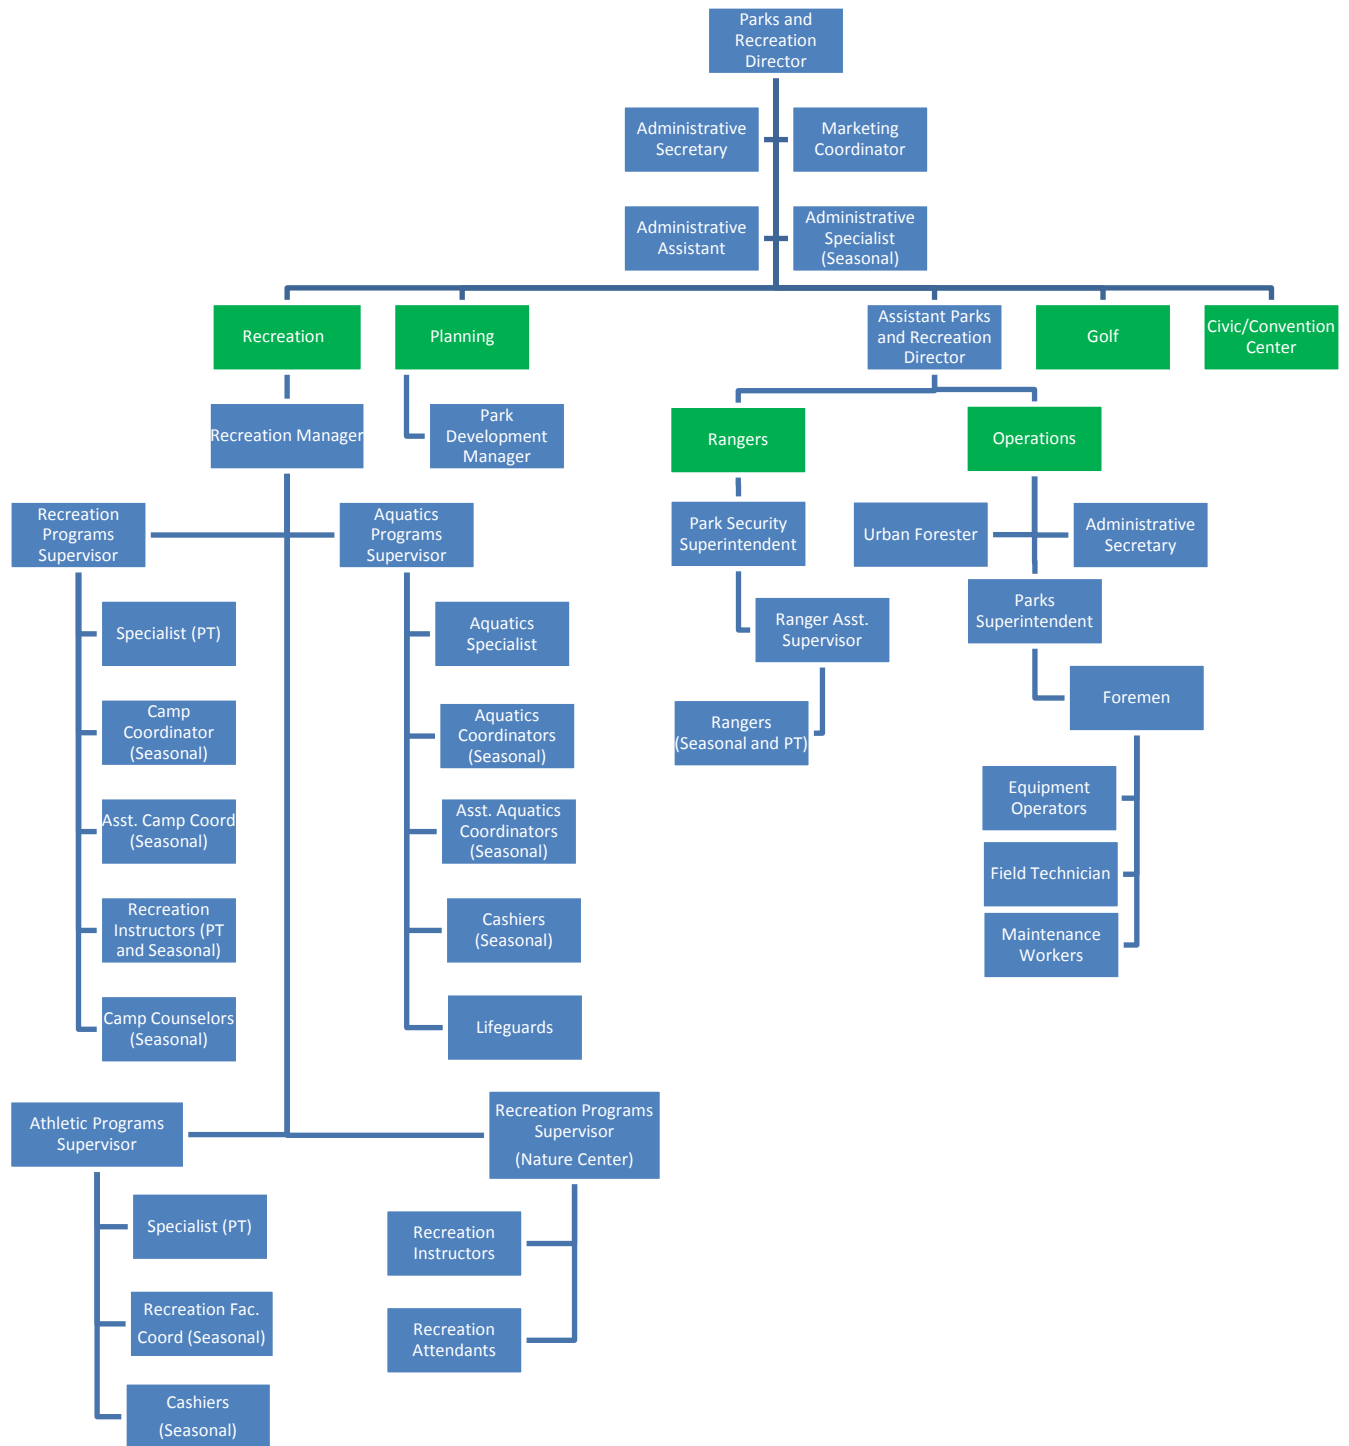 Parks and
Recreation
Director
Administrative
Secretary
Marketing
Coordinator
Administrative
Assistant
Administrative
Specialist
(Seasonal)
Recreation
Planning
Assistant Parks
and Recreation
Director
Golf
Civic/Convention
Center
Recreation Manager
Park
Development
Manager
Rangers
Operations
Recreation
Programs
Supervisor
Aquatics
Programs
Supervisor
Park Security
Superintendent
Urban Forester
Administrative
Secretary
Specialist (PT)
Aquatics
Specialist
Ranger Asst.
Supervisor
Parks
Superintendent
Camp
Coordinator
(Seasonal)
Aquatics
Coordinators
(Seasonal)
Rangers
(Seasonal and PT)
Foremen
Asst. Camp Coord
(Seasonal)
Asst. Aquatics
Coordinators
(Seasonal)
Equipment
Operators
Recreation
Instructors (PT
and Seasonal)
Cashiers
(Seasonal)
Field Technician
Maintenance
Workers
Camp Counselors
(Seasonal)
Lifeguards
Athletic Programs
Supervisor
Recreation Programs
Supervisor
(Nature Center)
Specialist (PT)
Recreation
Instructors
Recreation Fac.
Coord (Seasonal)
Recreation
Attendants
Cashiers
(Seasonal)